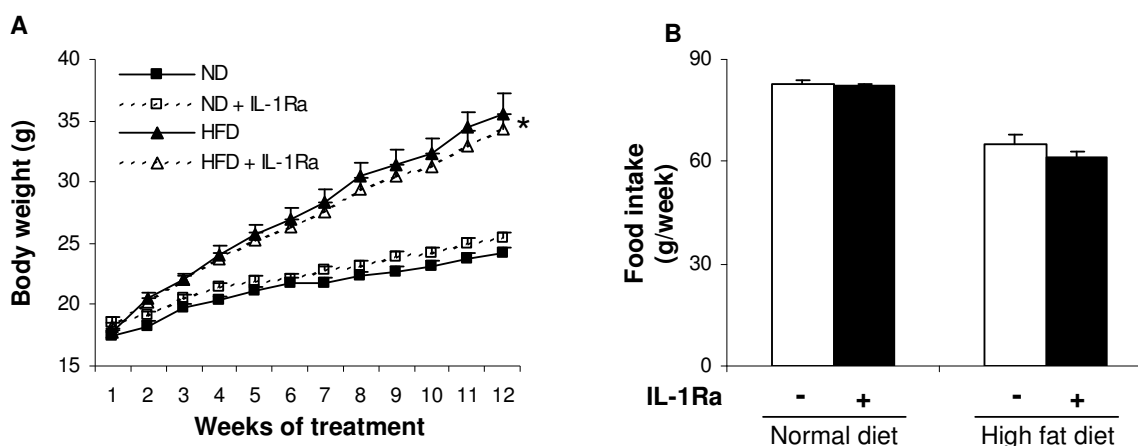 A
Body weight (g)
40
35
30
25
20
15
ND
ND + IL-1Ra
HFD
HFD + IL-1Ra
*
1 2 3 4 5 6 7 8 9 10 11 12
Weeks of treatment
B
Food intake
(g/week)
90
60
30
0
IL-1Ra - + - +
Normal diet High fat diet